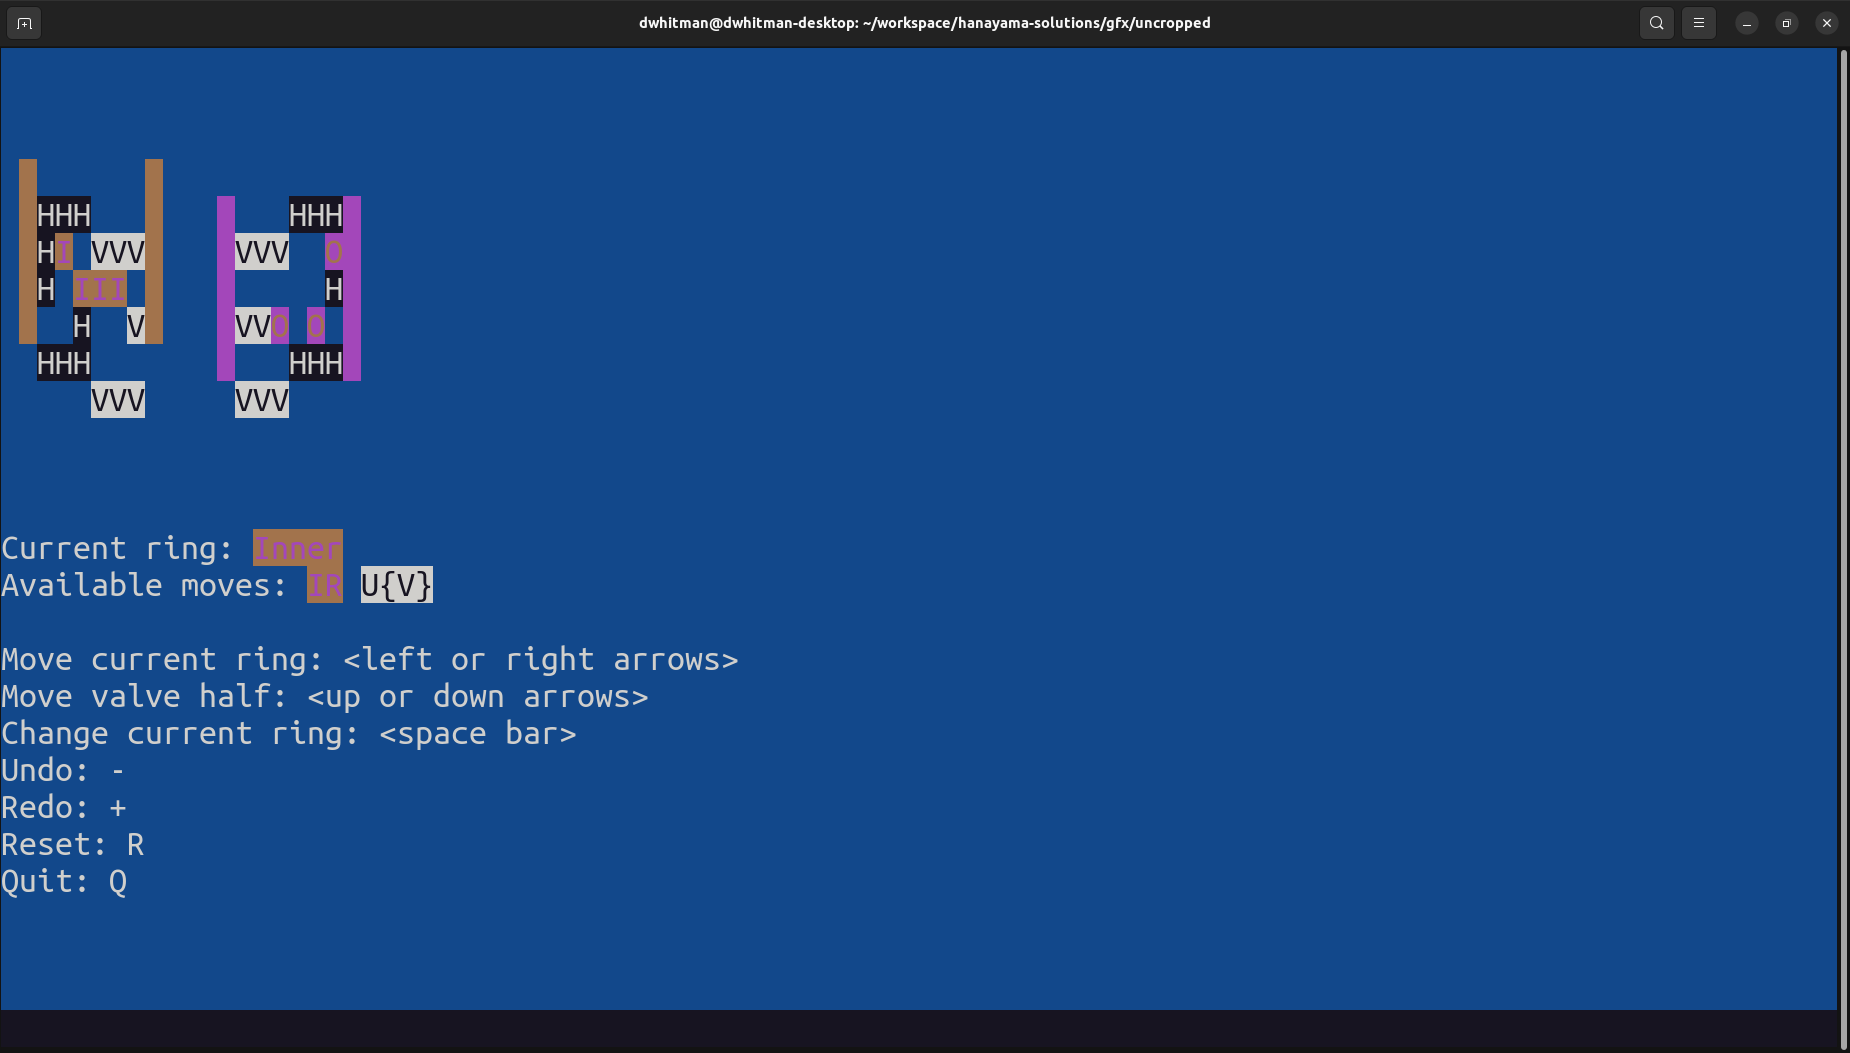 dwhitman@dwhitman-desktop: ~/workspace/hanayama-solutions/gfx/uncropped
HHH HHH
HI VVV VVV O
H III H
H V VVO O
HHH HHH
VVV VVV
Current ring: Inner
Available moves: IR U{V}
Move current ring: <left or right arrows>
Move valve half: <up or down arrows>
Change current ring: <space bar>
Undo: -
Redo: +
Reset: R
Quit: Q